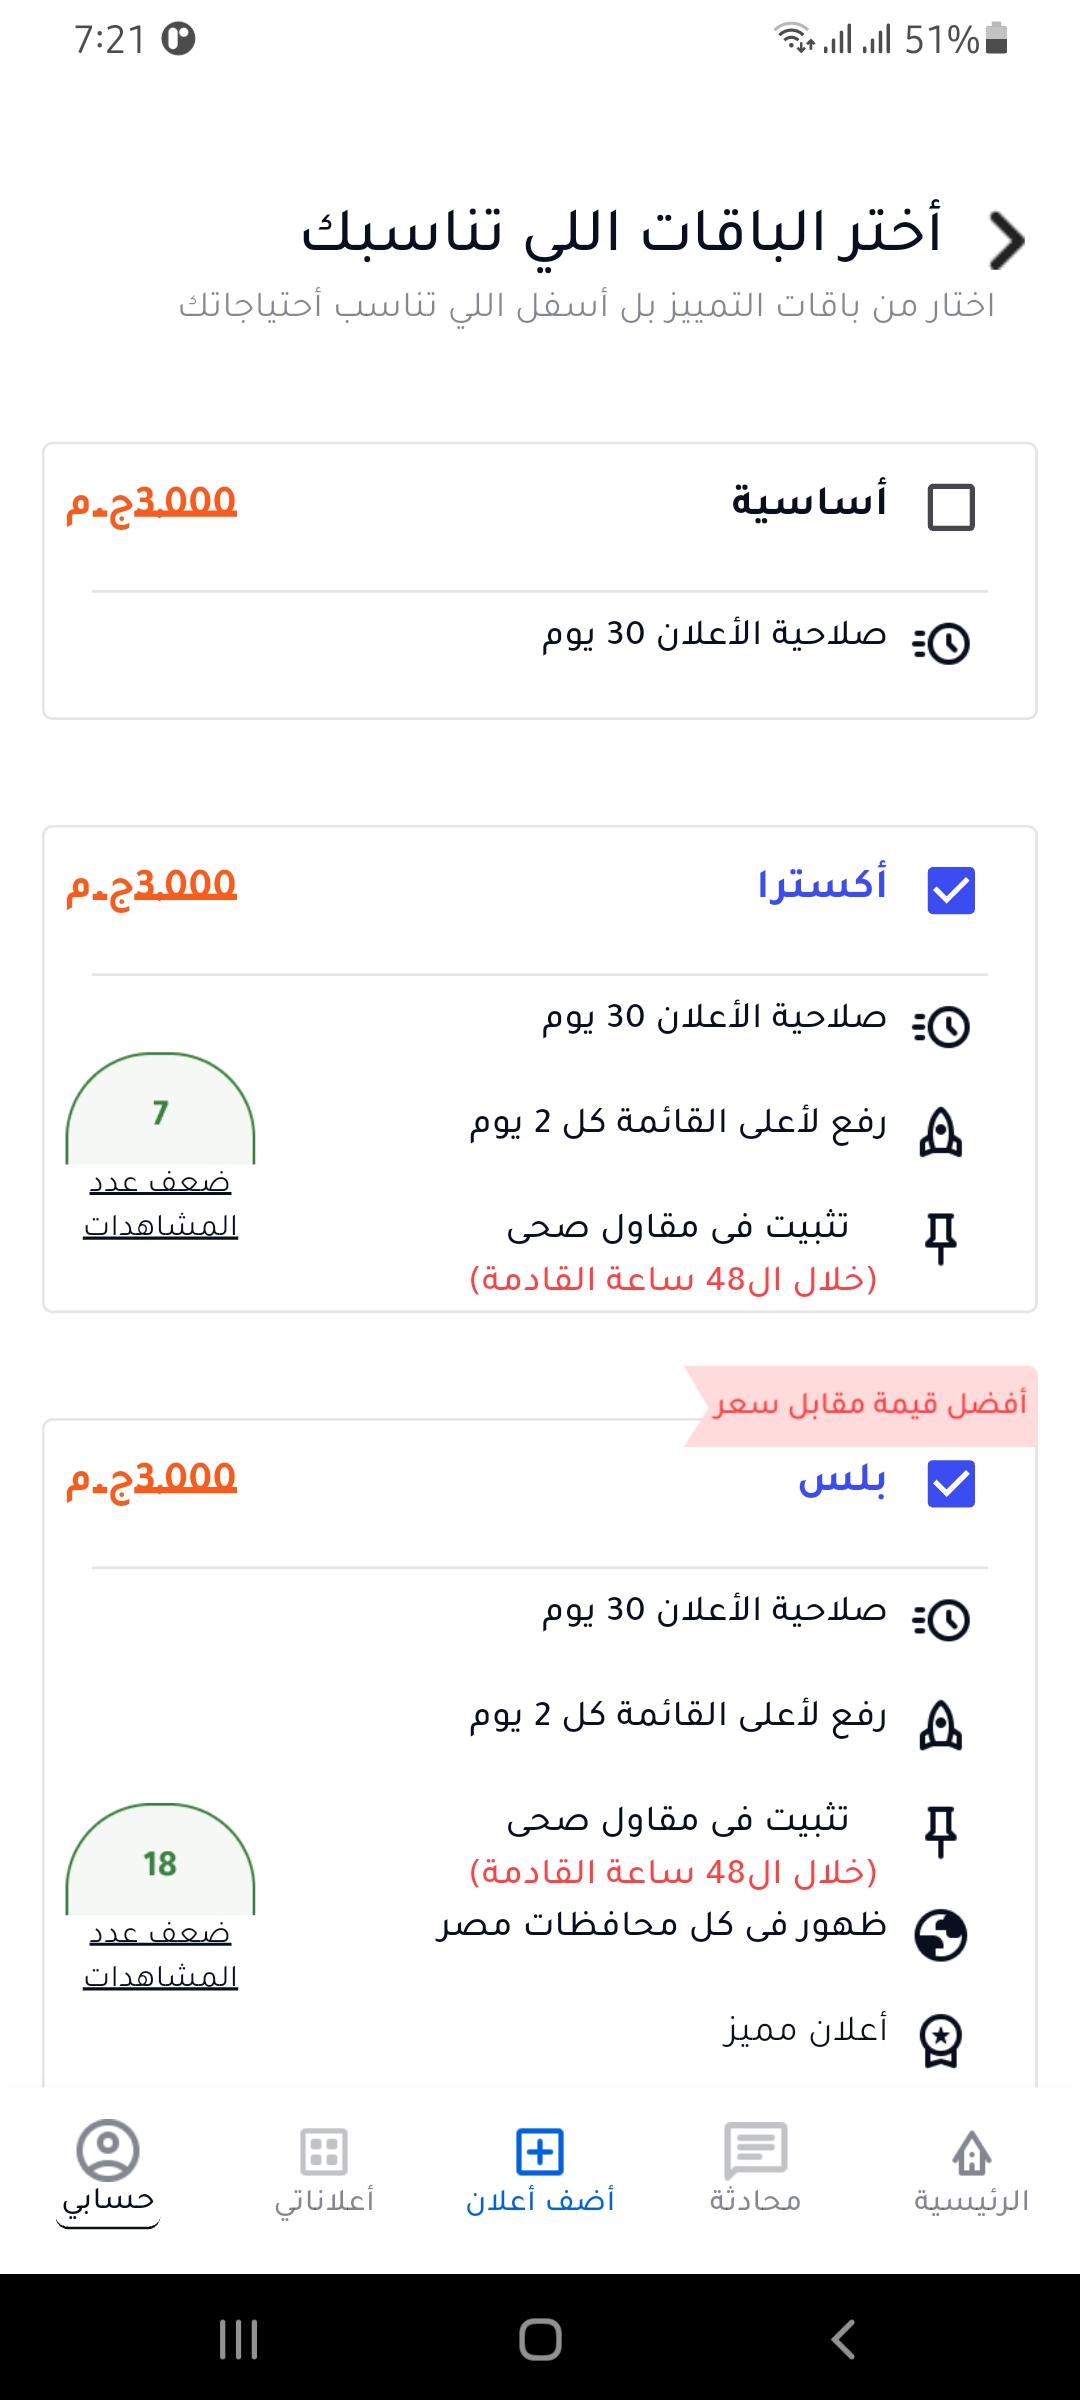 7:21
51%
أختر الباقات اللي تناسبك
اختار من باقات التمييز بل أسفل اللي تناسب أحتياجاتك
أساسية
3,000ج.م
صلاحية الأعلان 30 يوم
أكسترا
3,000ج.م
صلاحية الأعلان 30 يوم
رفع لأعلى القائمة كل 2 يوم
تثبيت فى مقاول صحى
(خلال ال48 ساعة القادمة)
7
ضعف عدد
المشاهدات
أفضل قيمة مقابل سعر
بلس
3,000ج.م
صلاحية الأعلان 30 يوم
رفع لأعلى القائمة كل 2 يوم
تثبيت فى مقاول صحى
(خلال ال48 ساعة القادمة)
ظهور فى كل محافظات مصر
أعلان مميز
18
ضعف عدد
المشاهدات
الرئيسية
محادثة
أضف أعلان
أعلاناتي
حسابي